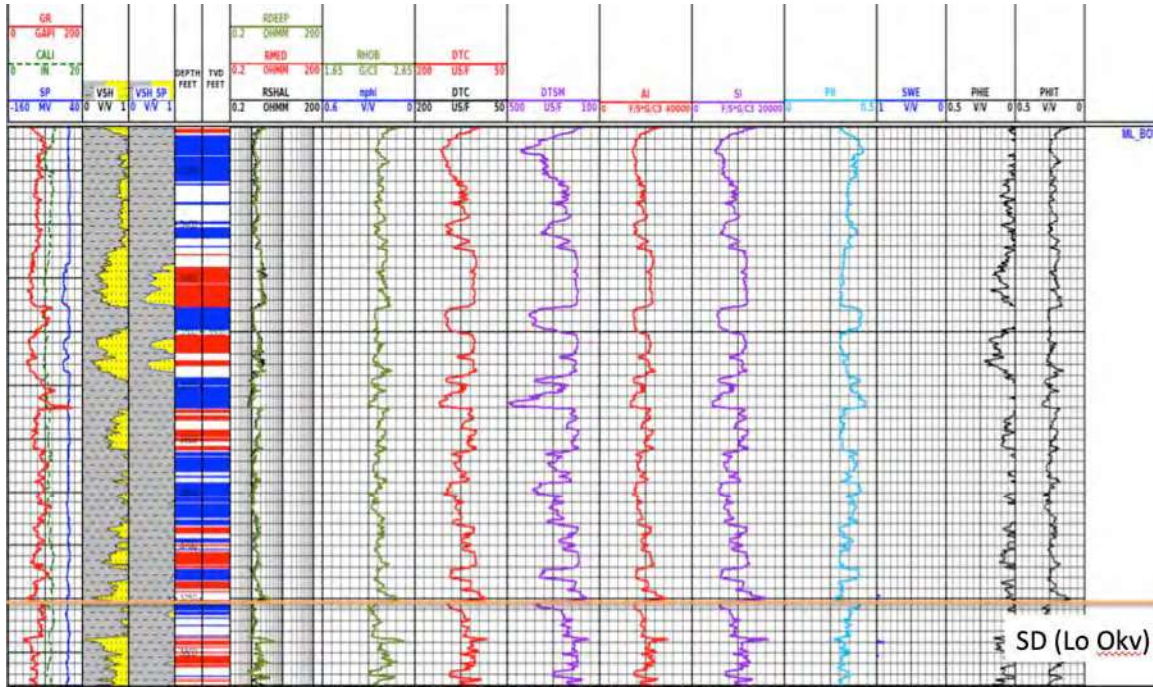 GR
0 GAPI 200
CALI
0 IN 20
SP
-160 MV 40
VSH
0 V/V 1
VSH_SP
0 V/V 1
DEPTH
FEET
TVD
FEET
RDEEP
0.2 OHMM 200
RMED
0.2 OHMM 200
RSHAL
0.2 OHMM 200
RHOB
1.65 G/C3 2.65
nphi
0.6 V/V 0
DTC
200 US/F 50
DTC
200 US/F 50
DTSM
500 US/F 100
AI
0 F/S*G/C3 40000
SI
0 F/S*G/C3 20000
PR
0 0.5
SWE
1 V/V 0
PHIE
0.5 V/V 0
PHIT
0.5 V/V 0
SD (Lo Okv)